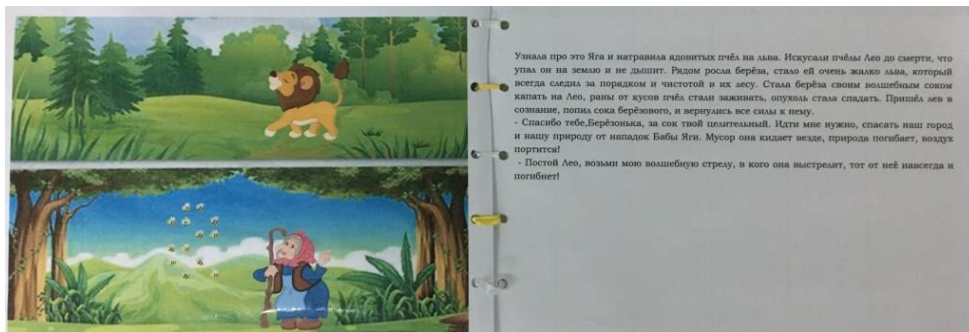 Узнала про это Яга и натравила ядовитых пчёл на льва. Искусали пчёлы Лео до смерти, что
упал он на землю и не дышит. Рядом росла берёза, стало ей очень жалко льва, который
всегда следил за порядком и чистотой в их лесу. Стала берёза своим волшебным соком
капать на Лео, раны от кусов пчёл стали заживать, опухоль стала спадать. Пришёл лев в
сознание, попил сока берёзового, и вернулись все силы к нему.
- Спасибо тебе,Берёзонька, за сок твой целительный. Идти мне нужно, спасать наш город
и нашу природу от нападок Бабы Яги. Мусор она кидает везде, природа погибает, воздух
портится!
- Постой Лео, возьми мою волшебную стрелу, в кого она выстрелит, тот от неё навсегда и
погибнет!